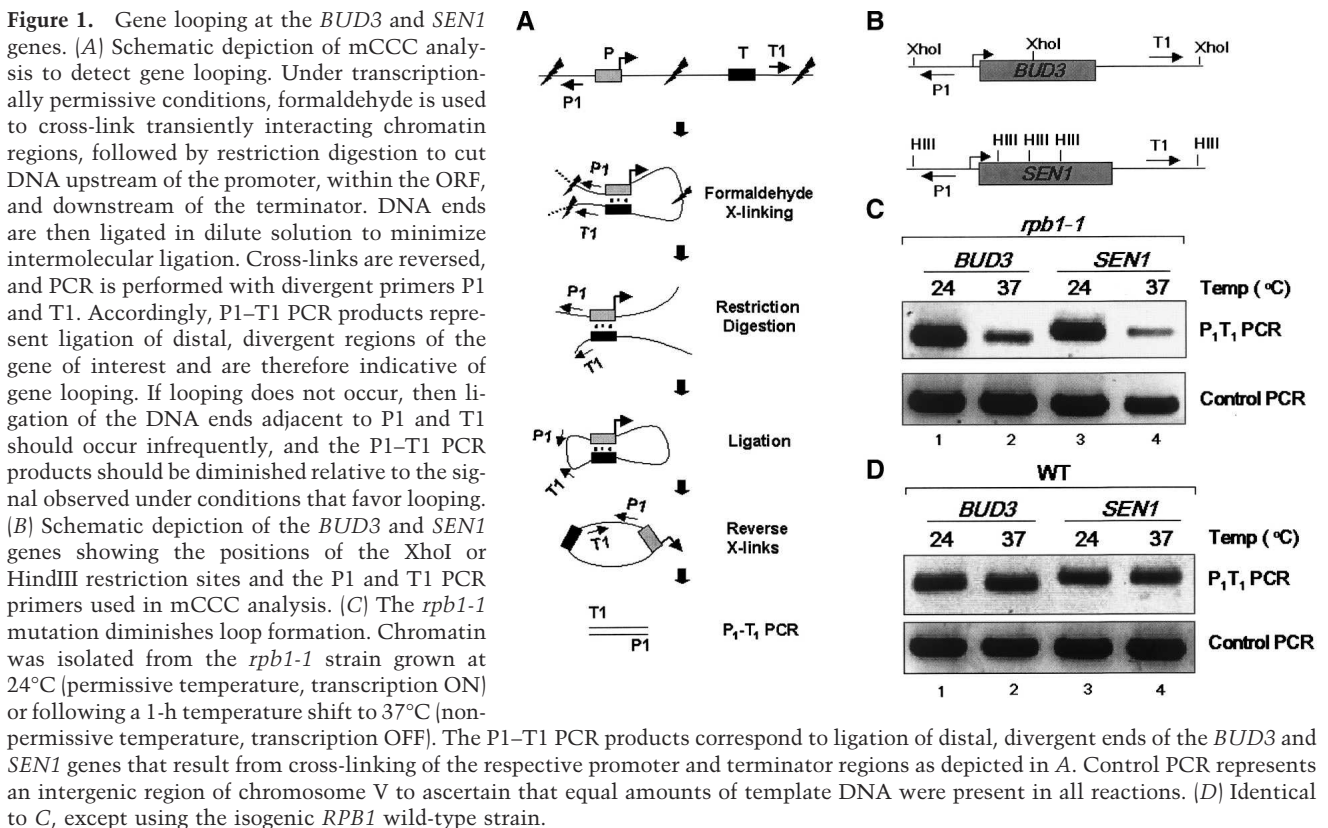 Figure 1. Gene looping at the BUD3 and SEN1
genes. (A) Schematic depiction of mCCC analy-
sis to detect gene looping. Under transcription-
ally permissive conditions, formaldehyde is used
to cross-link transiently interacting chromatin
regions, followed by restriction digestion to cut
DNA upstream of the promoter, within the ORF,
and downstream of the terminator. DNA ends
are then ligated in dilute solution to minimize
intermolecular ligation. Cross-links are reversed,
and PCR is performed with divergent primers P1
and T1. Accordingly, P1–T1 PCR products repre-
sent ligation of distal, divergent regions of the
gene of interest and are therefore indicative of
gene looping. If looping does not occur, then li-
gation of the DNA ends adjacent to P1 and T1
should occur infrequently, and the P1–T1 PCR
products should be diminished relative to the sig-
nal observed under conditions that favor looping.
(B) Schematic depiction of the BUD3 and SEN1
genes showing the positions of the XhoI or
HindIII restriction sites and the P1 and T1 PCR
primers used in mCCC analysis. (C) The rpb1-1
mutation diminishes loop formation. Chromatin
was isolated from the rpb1-1 strain grown at
24°C (permissive temperature, transcription ON)
or following a 1-h temperature shift to 37°C (non-
permissive temperature, transcription OFF). The P1–T1 PCR products correspond to ligation of distal, divergent ends of the BUD3 and
SEN1 genes that result from cross-linking of the respective promoter and terminator regions as depicted in A. Control PCR represents
an intergenic region of chromosome V to ascertain that equal amounts of template DNA were present in all reactions. (D) Identical
to C, except using the isogenic RPB1 wild-type strain.
A
P T T1
P1
P1
T1
Formaldehyde
X-linking
P1
T1
Restriction
Digestion
P1
T1
Ligation
P1
T1
Reverse
X-links
T1
P1
P₁-T₁ PCR
B
XhoI XhoI T1 XhoI
BUD3
P1
HIII HIII HIII HIII T1 HIII
SEN1
P1
C
rpb1-1
BUD3 SEN1
24 37 24 37 Temp (°C)
P₁T₁ PCR
Control PCR
1 2 3 4
D
WT
BUD3 SEN1
24 37 24 37 Temp (°C)
P₁T₁ PCR
Control PCR
1 2 3 4